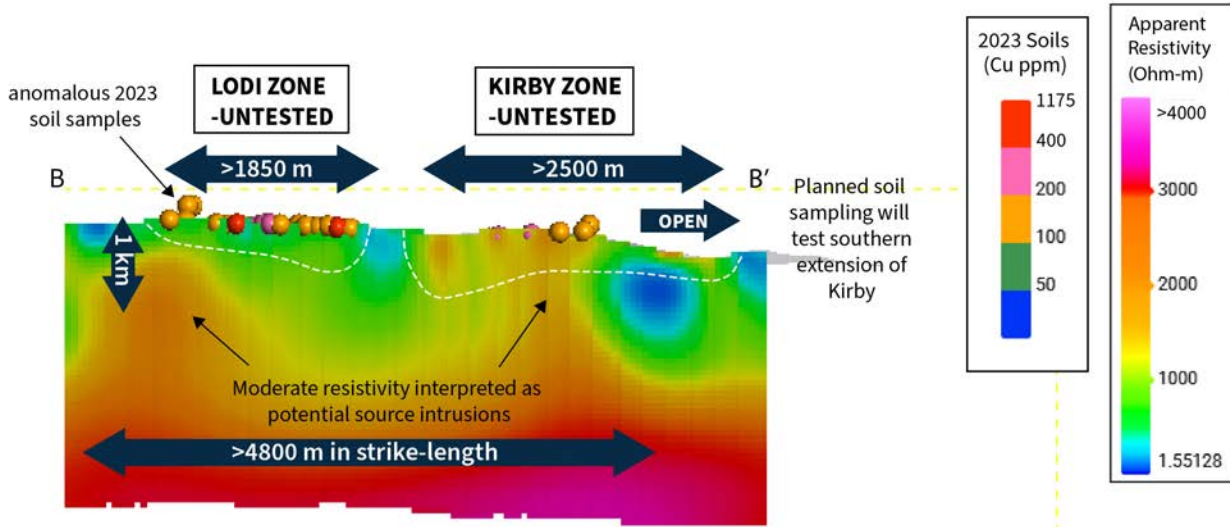 anomalous 2023
soil samples
LODI ZONE
-UNTESTED
KIRBY ZONE
-UNTESTED
>1850 m
>2500 m
B
B’
1 km
OPEN
Planned soil
sampling will
test southern
extension of
Kirby
Moderate resistivity interpreted as
potential source intrusions
>4800 m in strike-length
2023 Soils
(Cu ppm)
1175
400
200
100
50
Apparent
Resistivity
(Ohm-m)
>4000
3000
2000
1000
1.55128